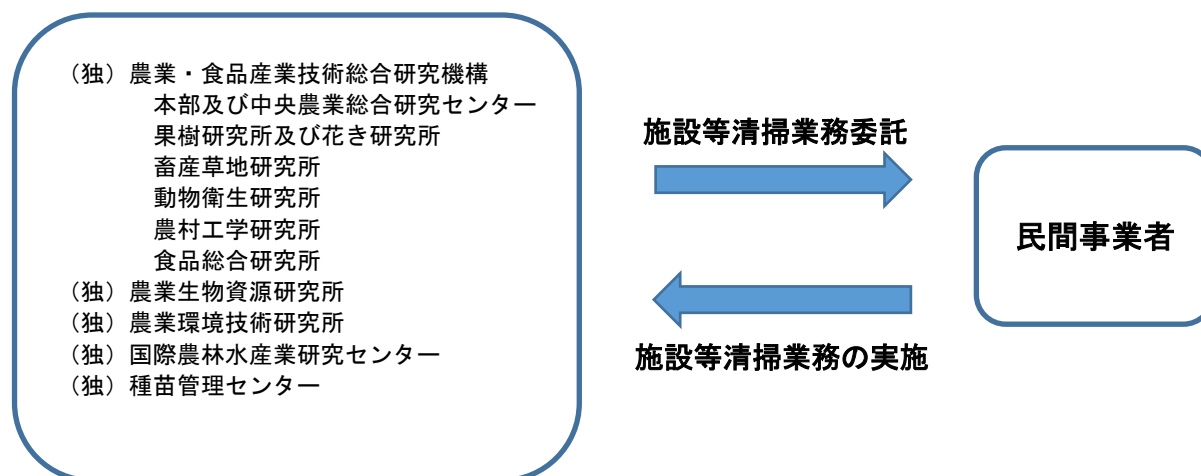 （独）農業・食品産業技術総合研究機構
本部及び中央農業総合研究センター
果樹研究所及び花き研究所
畜産草地研究所
動物衛生研究所
農村工学研究所
食品総合研究所
（独）農業生物資源研究所
（独）農業環境技術研究所
（独）国際農林水産業研究センター
（独）種苗管理センター
施設等清掃業務委託
施設等清掃業務の実施
民間事業者